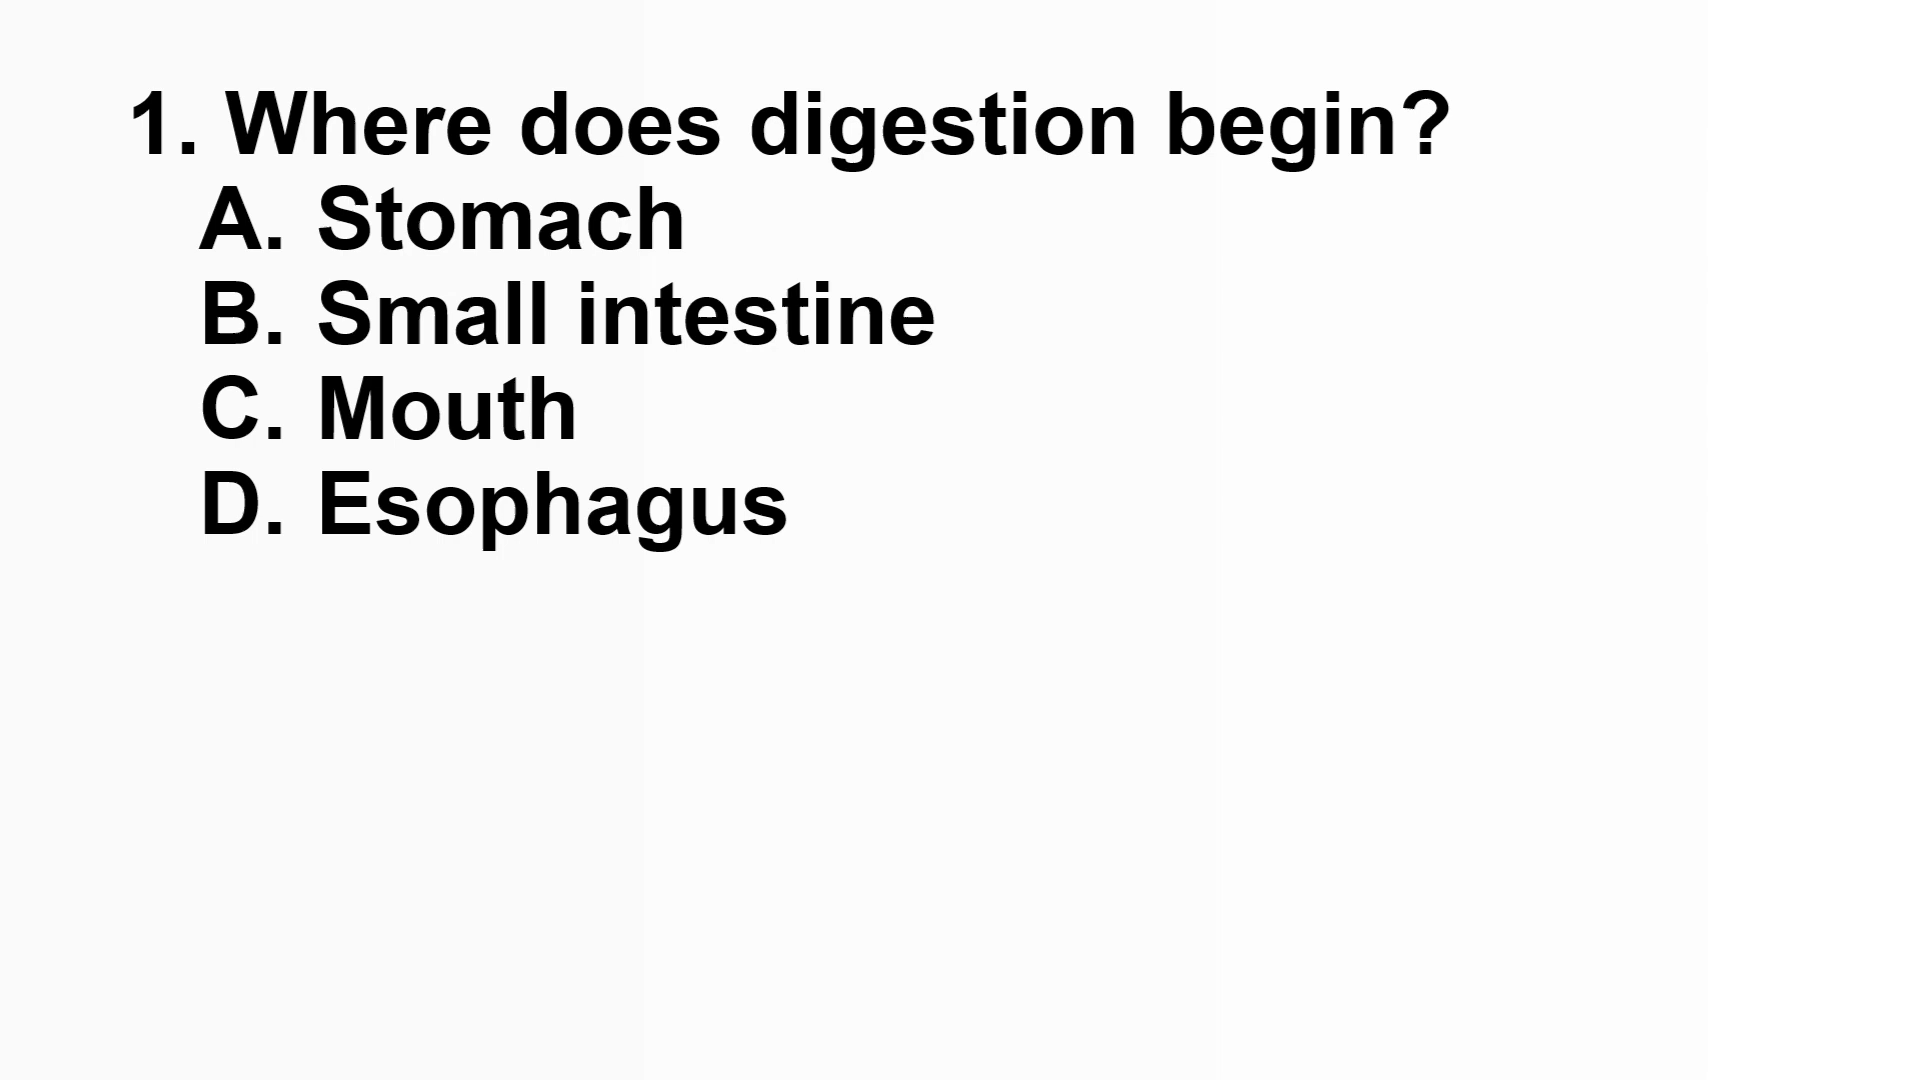 1. Where does digestion begin?
A. Stomach
B. Small intestine
C. Mouth
D. Esophagus